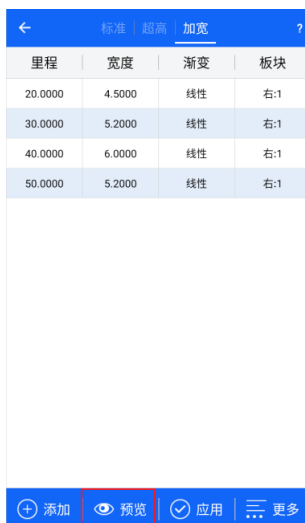 ← 标准 超高 加宽 ?
里程 宽度 渐变 板块
20.0000 4.5000 线性 右:1
30.0000 5.2000 线性 右:1
40.0000 6.0000 线性 右:1
50.0000 5.2000 线性 右:1
添加 预览 应用 更多